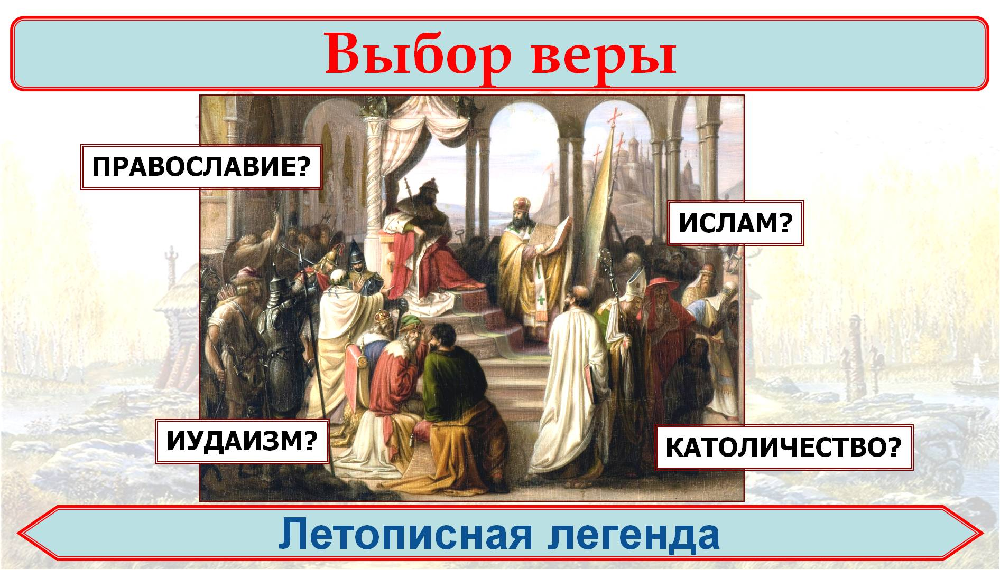 Выбор веры
ПРАВОСЛАВИЕ?
ИСЛАМ?
ИУДАИЗМ?
КАТОЛИЧЕСТВО?
Летописная легенда